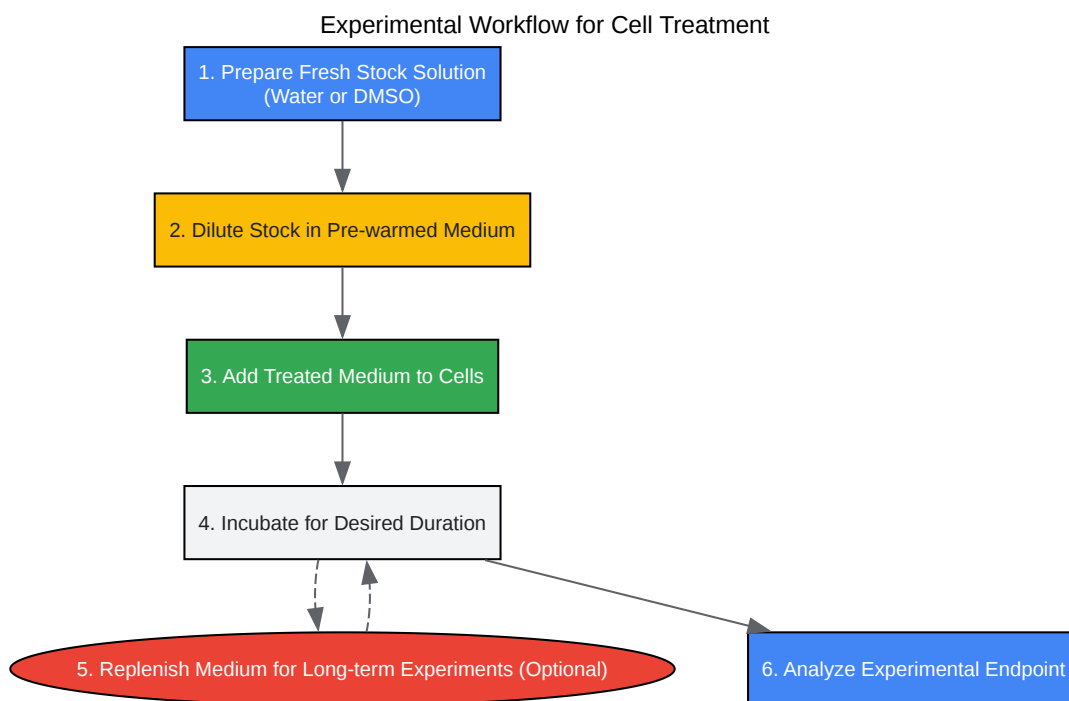 Experimental Workflow for Cell Treatment
1. Prepare Fresh Stock Solution
(Water or DMSO)
2. Dilute Stock in Pre-warmed Medium
3. Add Treated Medium to Cells
4. Incubate for Desired Duration
5. Replenish Medium for Long-term Experiments (Optional)
6. Analyze Experimental Endpoint